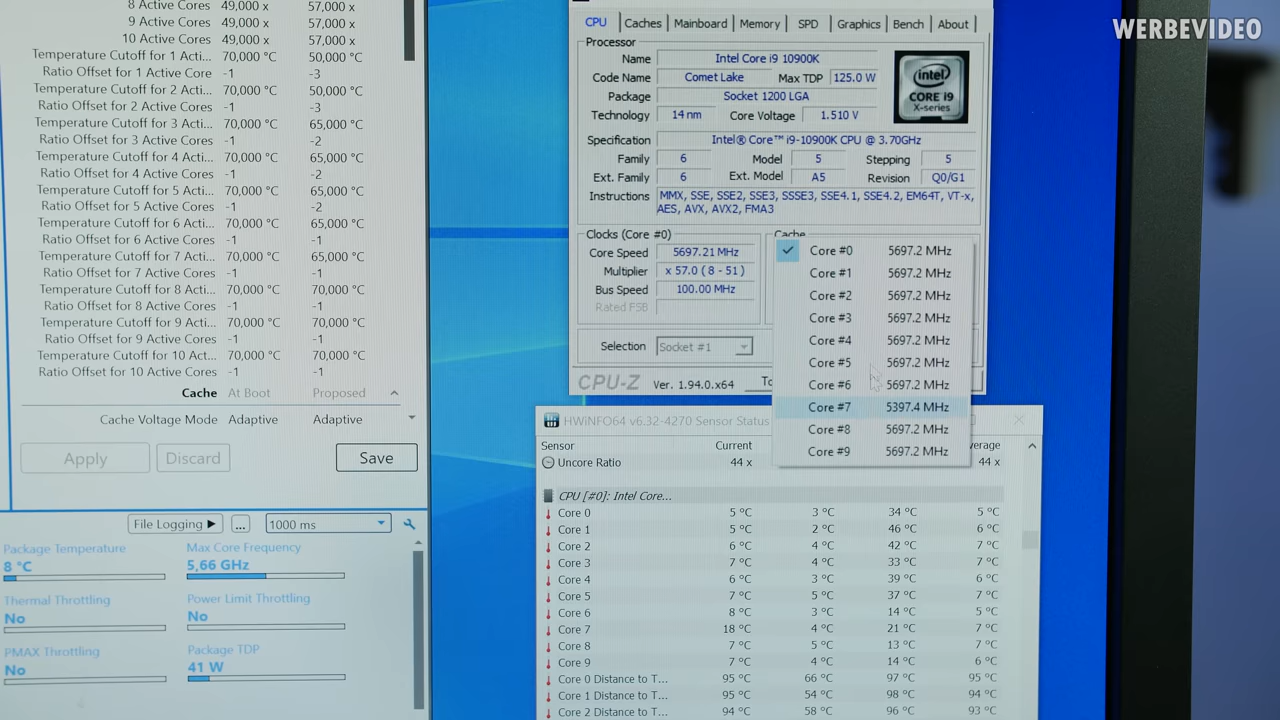 WERBEVIDEO
8 Active Cores 49,000 x 57,000 x
9 Active Cores 49,000 x 57,000 x
10 Active Cores 49,000 x 57,000 x
Temperature Cutoff for 1 Acti... 70,000 °C 50,000 °C
Ratio Offset for 1 Active Core -1 -3
Temperature Cutoff for 2 Acti... 70,000 °C 50,000 °C
Ratio Offset for 2 Active Cores -1 -3
Temperature Cutoff for 3 Acti... 70,000 °C 65,000 °C
Ratio Offset for 3 Active Cores -1 -2
Temperature Cutoff for 4 Acti... 70,000 °C 65,000 °C
Ratio Offset for 4 Active Cores -1 -2
Temperature Cutoff for 5 Acti... 70,000 °C 65,000 °C
Ratio Offset for 5 Active Cores -1 -2
Temperature Cutoff for 6 Acti... 70,000 °C 65,000 °C
Ratio Offset for 6 Active Cores -1 -1
Temperature Cutoff for 7 Acti... 70,000 °C 65,000 °C
Ratio Offset for 7 Active Cores -1 -1
Temperature Cutoff for 8 Acti... 70,000 °C 70,000 °C
Ratio Offset for 8 Active Cores -1 -1
Temperature Cutoff for 9 Acti... 70,000 °C 70,000 °C
Ratio Offset for 9 Active Cores -1 -1
Temperature Cutoff for 10 Acti... 70,000 °C 70,000 °C
Ratio Offset for 10 Active Cores -1 -1
Cache At Boot Proposed
Cache Voltage Mode Adaptive Adaptive
Apply Discard Save
File Logging ... 1000 ms
Package Temperature Max Core Frequency
8 °C 5,66 GHz
Thermal Throttling Power Limit Throttling
No No
PMAX Throttling Package TDP
No 41 W
CPU Caches Mainboard Memory SPD Graphics Bench About
Processor
Name Intel Core i9 10900K
Code Name Comet Lake Max TDP 125.0 W
Package Socket 1200 LGA
Technology 14 nm Core Voltage 1.510 V
intel
CORE i9
X-series
Specification Intel® Core™ i9-10900K CPU @ 3.70GHz
Family 6 Model 5 Stepping 5
Ext. Family 6 Ext. Model A5 Revision Q0/G1
Instructions MMX, SSE, SSE2, SSE3, SSSE3, SSE4.1, SSE4.2, EM64T, VT-x,
AES, AVX, AVX2, FMA3
Clocks (Core #0) Cache
Core Speed 5697.21 MHz
Multiplier x 57.0 ( 8 - 51 )
Bus Speed 100.00 MHz
Rated FSB
Selection Socket #1
CPU-Z Ver. 1.94.0.x64 To
Core #0 5697.2 MHz
Core #1 5697.2 MHz
Core #2 5697.2 MHz
Core #3 5697.2 MHz
Core #4 5697.2 MHz
Core #5 5697.2 MHz
Core #6 5697.2 MHz
Core #7 5397.4 MHz
Core #8 5697.2 MHz
Core #9 5697.2 MHz
HWiNFO64 v6.32-4270 Sensor Status
Sensor Current verage
Uncore Ratio 44 x 44 x
CPU [#0]: Intel Core...
Core 0 5 °C 3 °C 34 °C 5 °C
Core 1 5 °C 2 °C 46 °C 6 °C
Core 2 6 °C 4 °C 42 °C 7 °C
Core 3 7 °C 4 °C 33 °C 7 °C
Core 4 6 °C 3 °C 39 °C 6 °C
Core 5 7 °C 5 °C 37 °C 7 °C
Core 6 8 °C 3 °C 14 °C 5 °C
Core 7 18 °C 4 °C 21 °C 7 °C
Core 8 7 °C 5 °C 13 °C 7 °C
Core 9 7 °C 4 °C 14 °C 6 °C
Core 0 Distance to T... 95 °C 66 °C 97 °C 95 °C
Core 1 Distance to T... 95 °C 54 °C 98 °C 94 °C
Core 2 Distance to T... 94 °C 58 °C 96 °C 93 °C